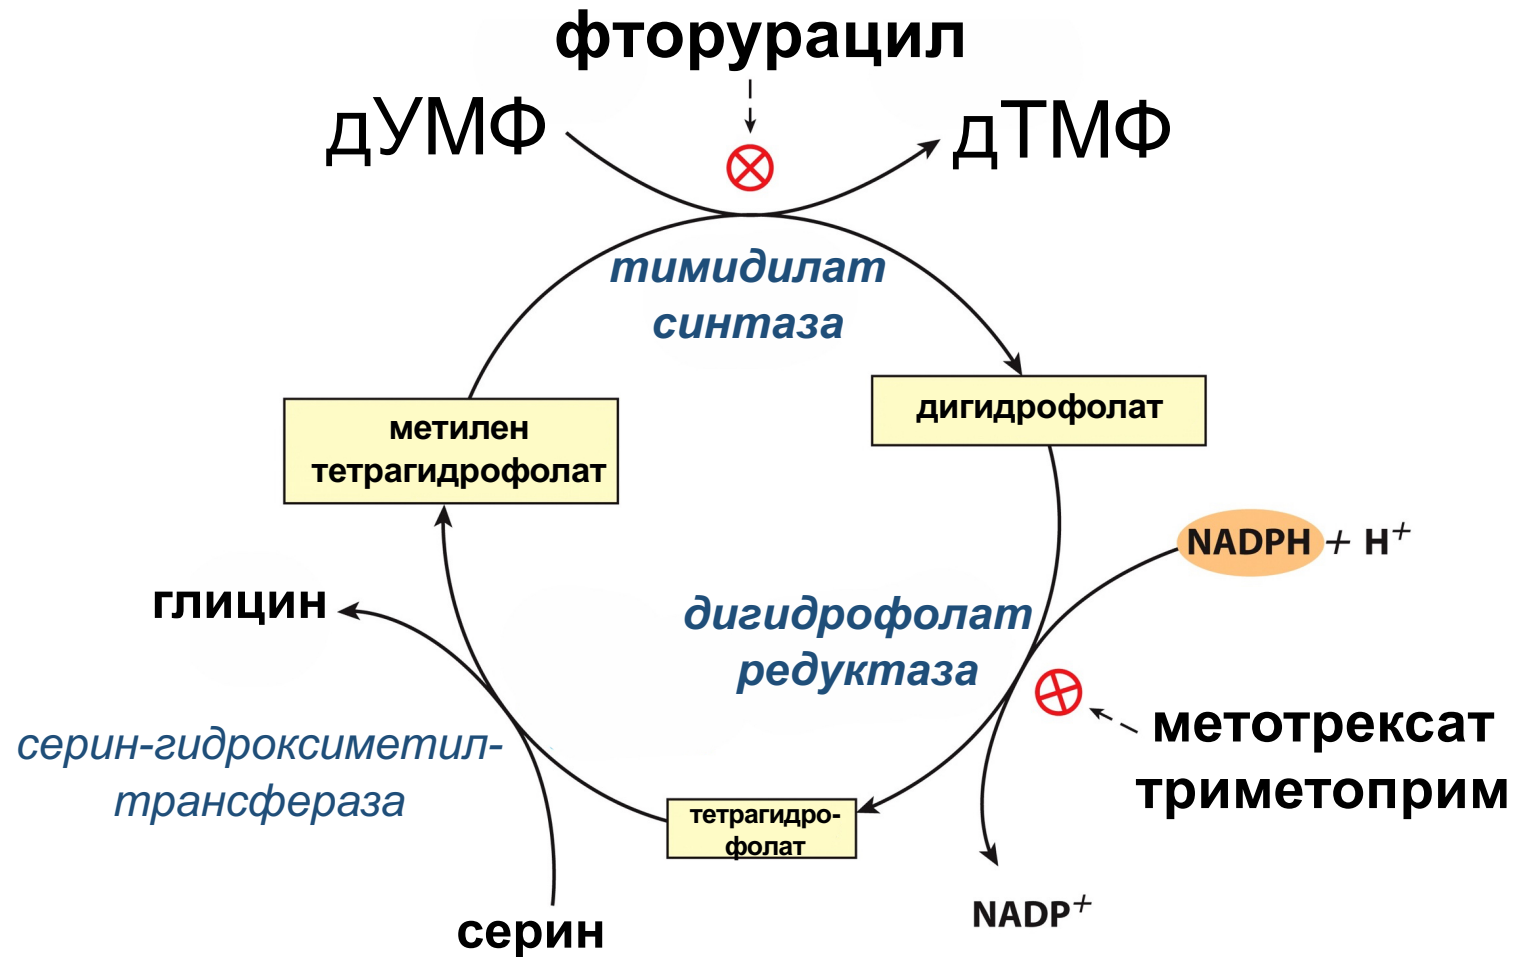 фторурацил
дУМФ
дТМФ
тимидилат
синтаза
метилен
тетрагидрофолат
дигидрофолат
NADPH + H⁺
глицин
дигидрофолат
редуктаза
серин-гидроксиметил-
трансфераза
метотрексат
триметоприм
тетрагидро-
фолат
NADP⁺
серин